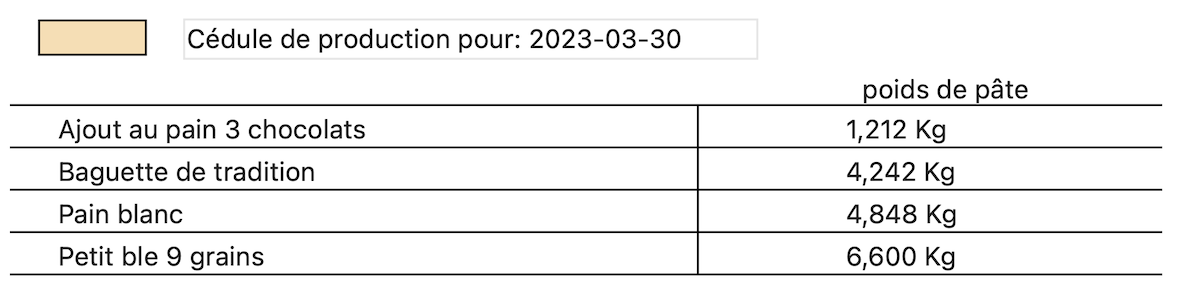 Cédule de production pour: 2023-03-30
poids de pâte
Ajout au pain 3 chocolats 1,212 Kg
Baguette de tradition 4,242 Kg
Pain blanc 4,848 Kg
Petit ble 9 grains 6,600 Kg